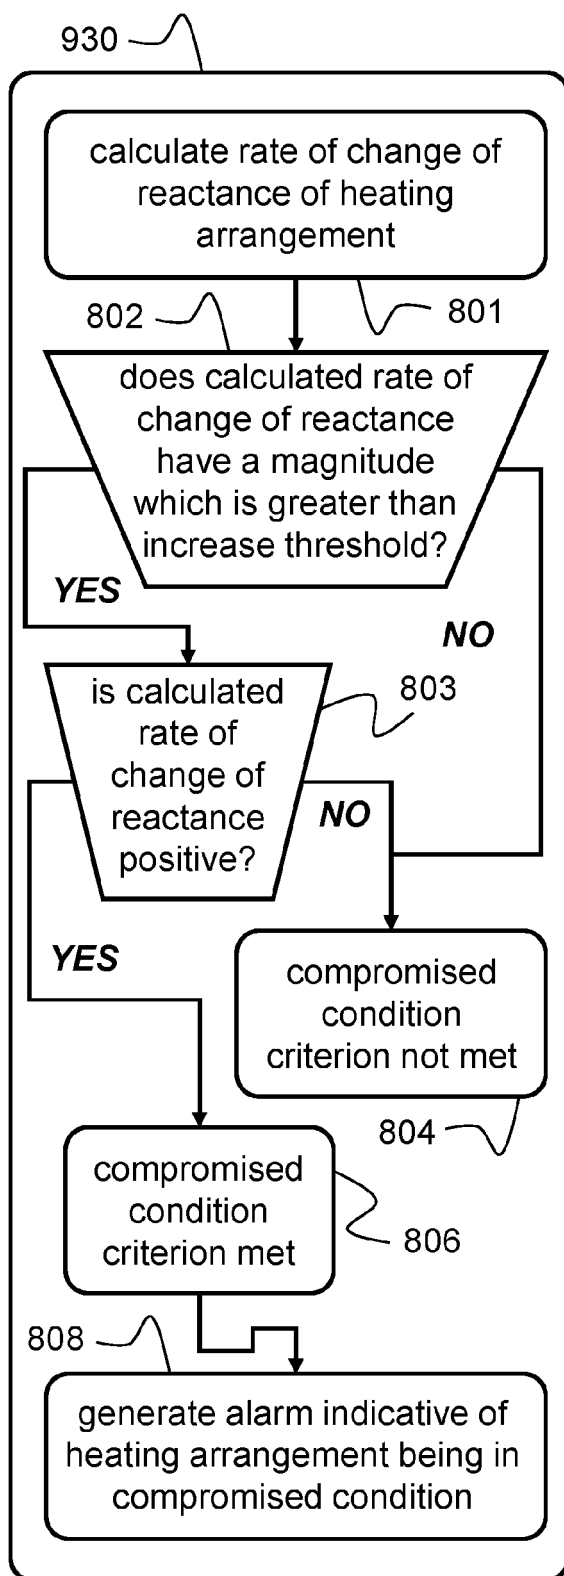 930
calculate rate of change of
reactance of heating
arrangement
802
801
does calculated rate of
change of reactance
have a magnitude
which is greater than
increase threshold?
YES
NO
803
is calculated
rate of
change of
reactance
positive?
NO
YES
compromised
condition
criterion not met
804
compromised
condition
criterion met
806
808
generate alarm indicative of
heating arrangement being in
compromised condition